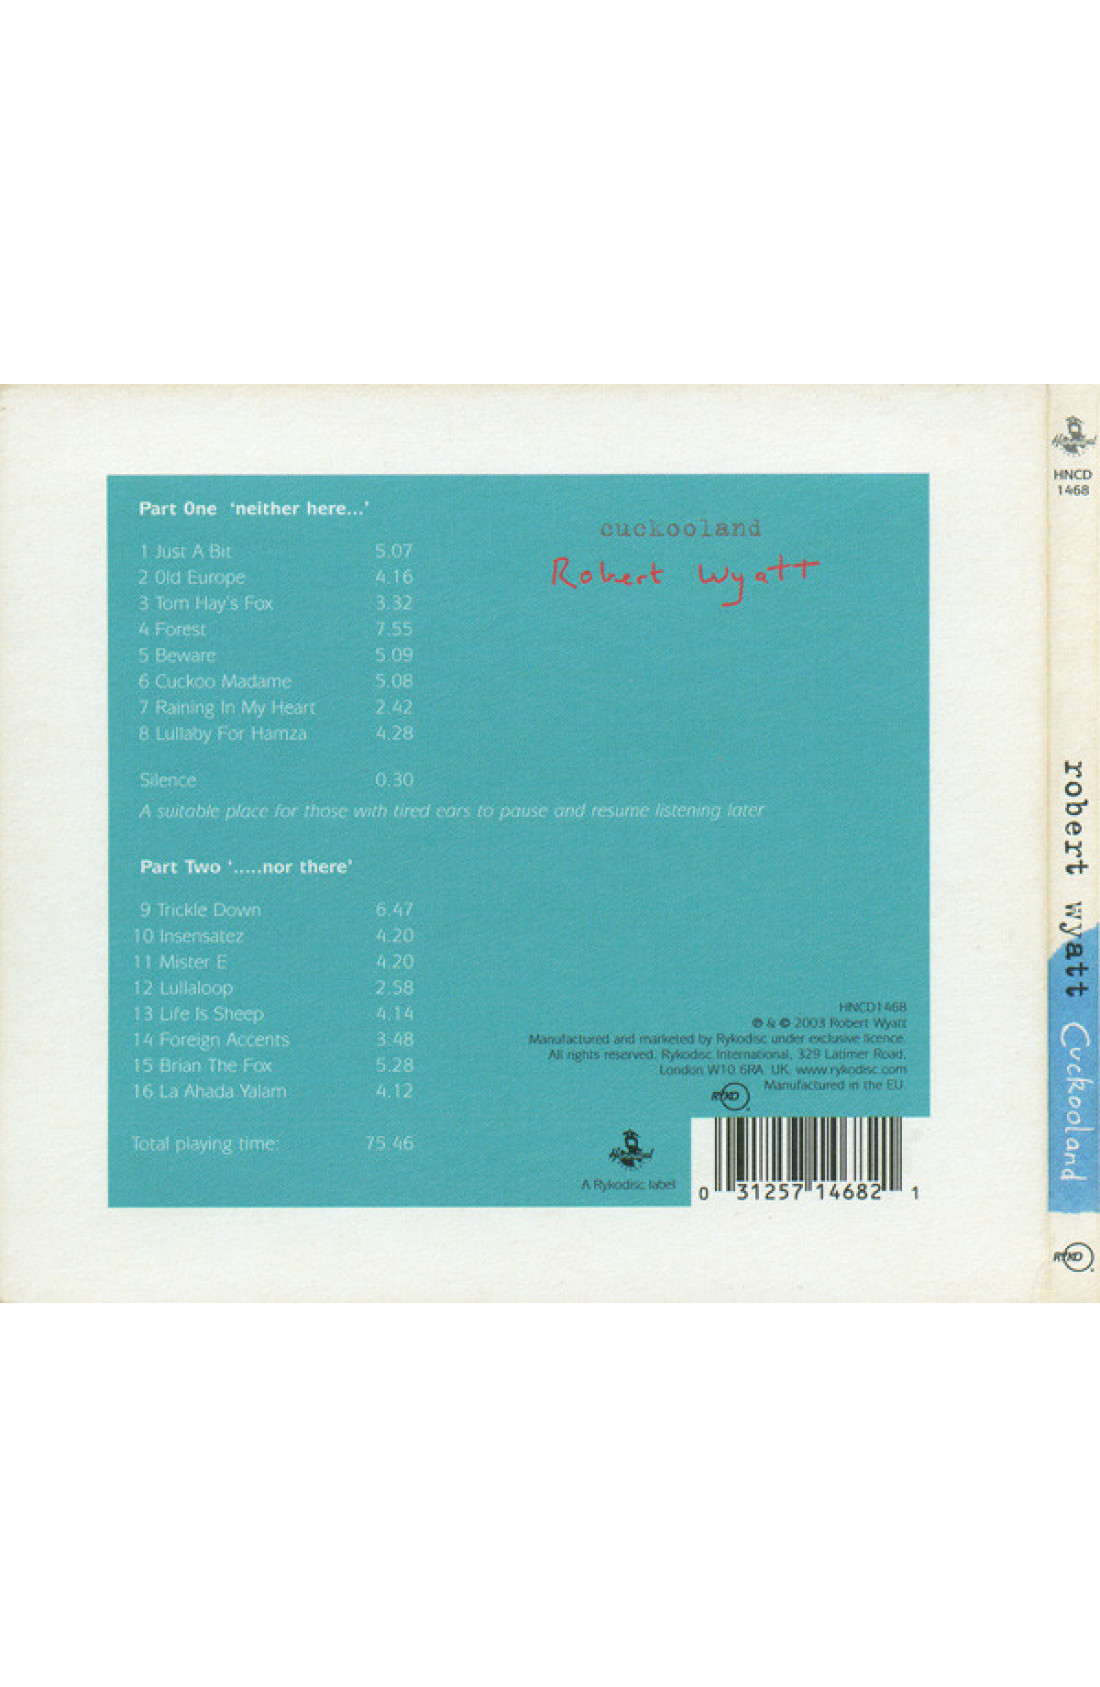 Part One 'neither here...'
1 Just A Bit 5.07
2 Old Europe 4.16
3 Tom Hay's Fox 3.32
4 Forest 7.55
5 Beware 5.09
6 Cuckoo Madame 5.08
7 Raining In My Heart 2.42
8 Lullaby For Hamza 4.28
Silence 0.30
A suitable place for those with tired ears to pause and resume listening later
Part Two '.....nor there'
9 Trickle Down 6.47
10 Insensatez 4.20
11 Mister E 4.20
12 Lullaloop 2.58
13 Life Is Sheep 4.14
14 Foreign Accents 3.48
15 Brian The Fox 5.28
16 La Ahada Yalam 4.12
Total playing time: 75.46
cuckooland
Robert Wyatt
HNCD1468
℗ & © 2003 Robert Wyatt
Manufactured and marketed by Rykodisc under exclusive licence.
All rights reserved. Rykodisc International, 329 Latimer Road,
London W10 6RA. UK. www.rykodisc.com
Manufactured in the EU.
RYKO
Hannibal
A Rykodisc label
0 31257 14682 1
Hannibal
HNCD
1468
robert wyatt Cuckooland
RYKO